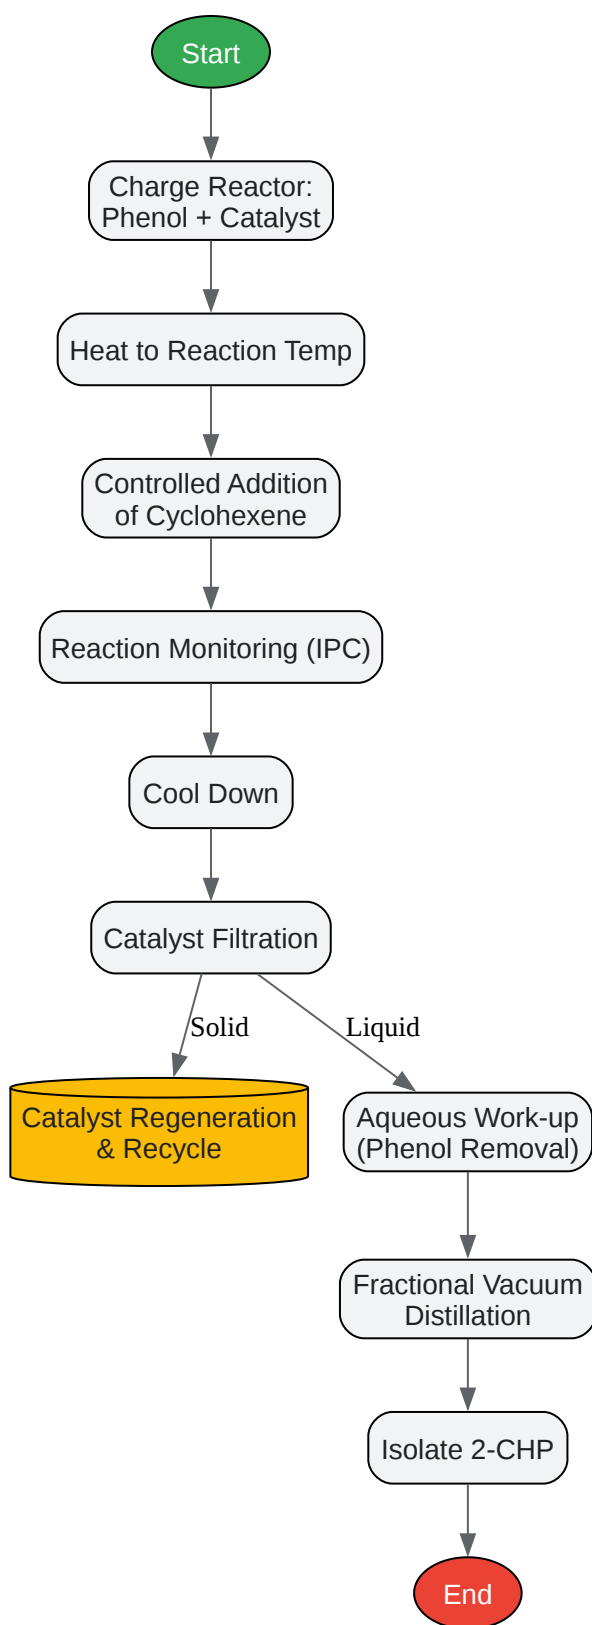 Start
Charge Reactor:
Phenol + Catalyst
Heat to Reaction Temp
Controlled Addition
of Cyclohexene
Reaction Monitoring (IPC)
Cool Down
Catalyst Filtration
Solid
Liquid
Catalyst Regeneration
& Recycle
Aqueous Work-up
(Phenol Removal)
Fractional Vacuum
Distillation
Isolate 2-CHP
End